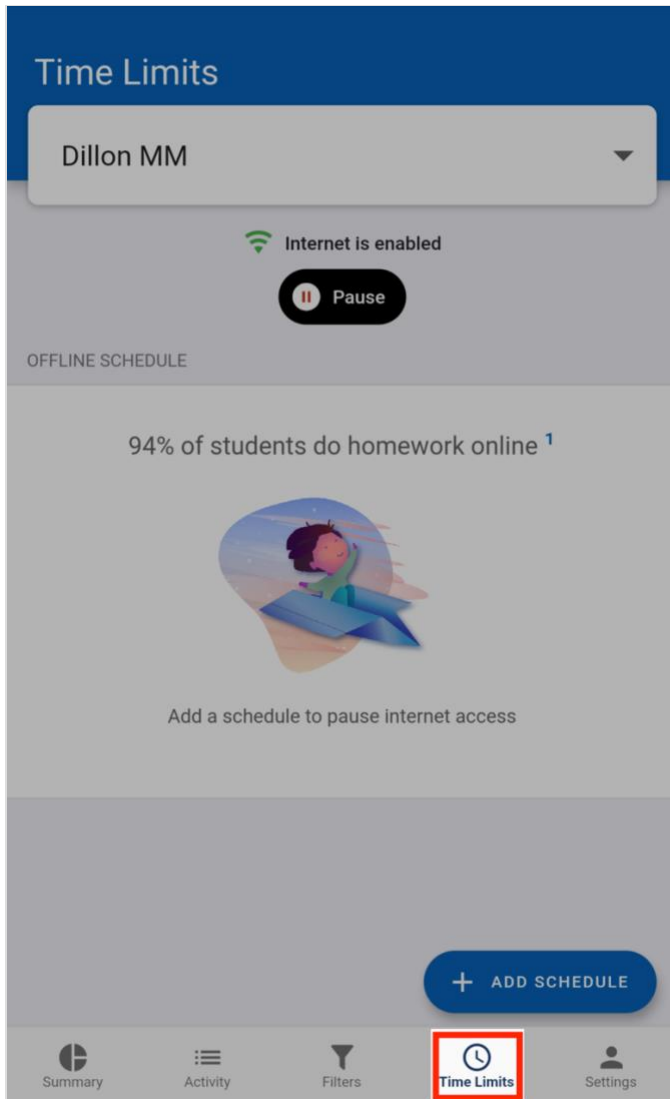 Time Limits
Dillon MM
Internet is enabled
Pause
OFFLINE SCHEDULE
94% of students do homework online 1
Add a schedule to pause internet access
+ ADD SCHEDULE
Summary Activity Filters Time Limits Settings